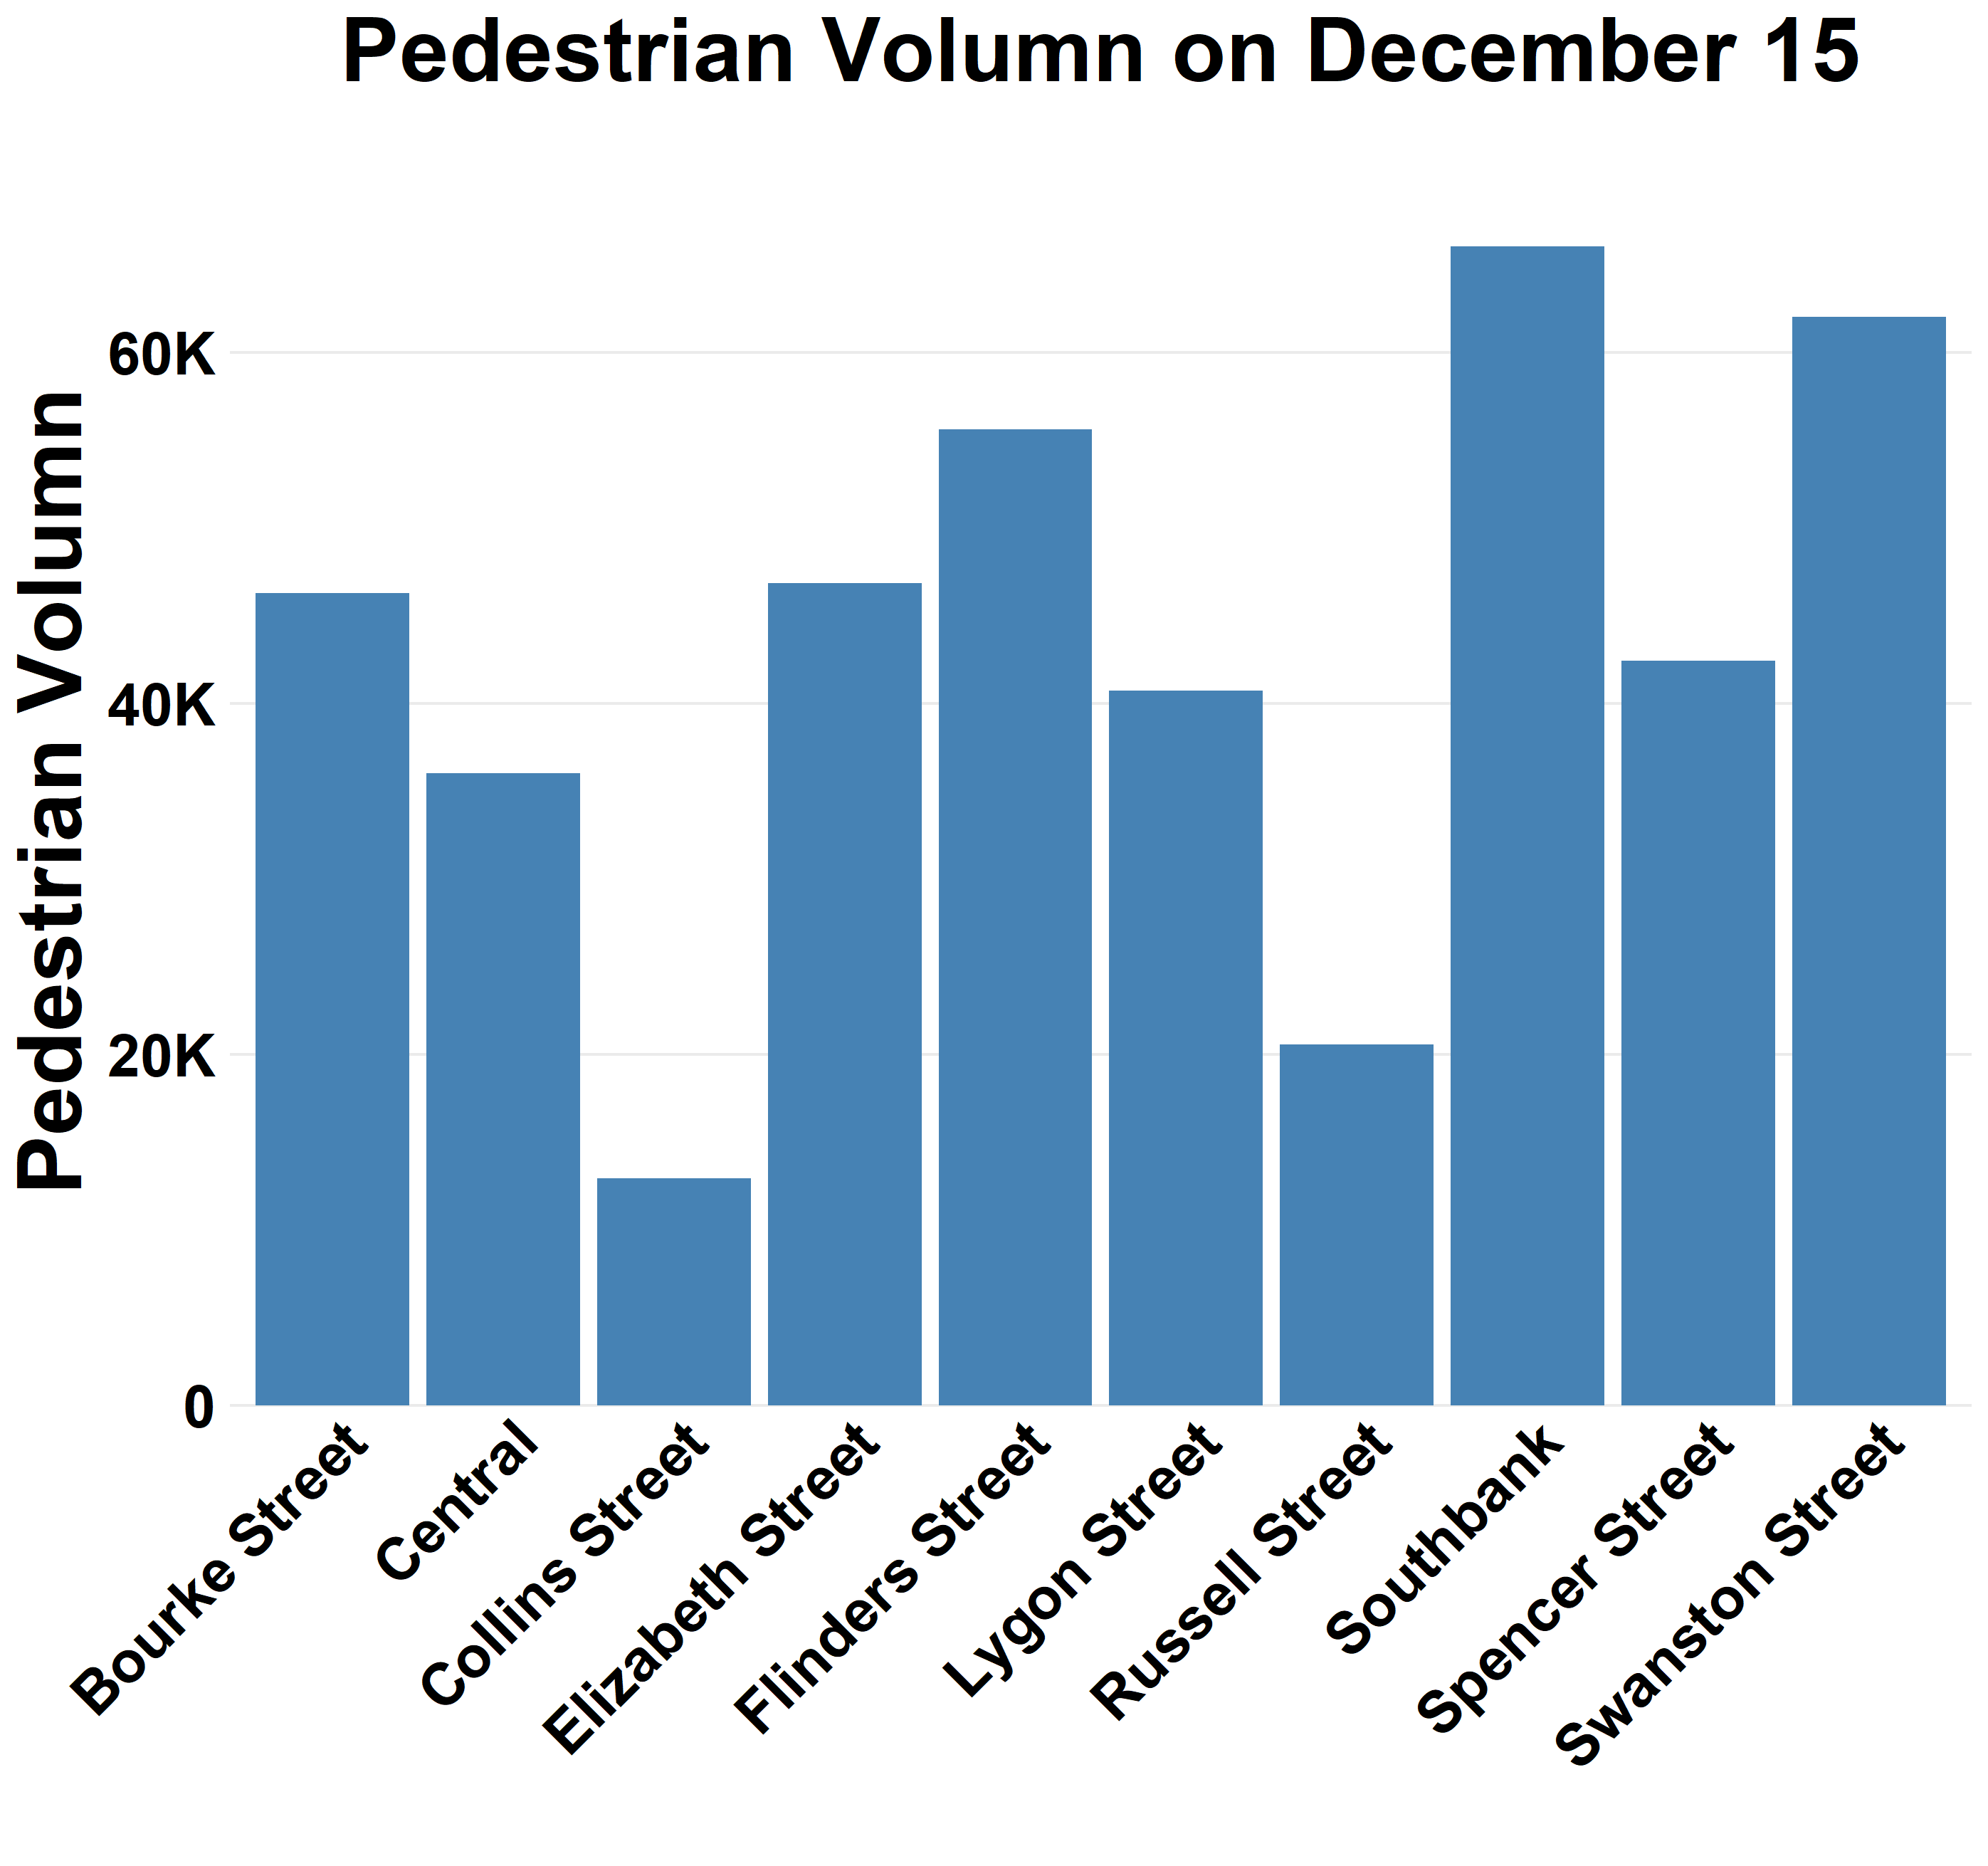 Pedestrian Volumn on December 15
Pedestrian Volumn
60K
40K
20K
0
Bourke Street
Central
Collins Street
Elizabeth Street
Flinders Street
Lygon Street
Russell Street
Southbank
Spencer Street
Swanston Street